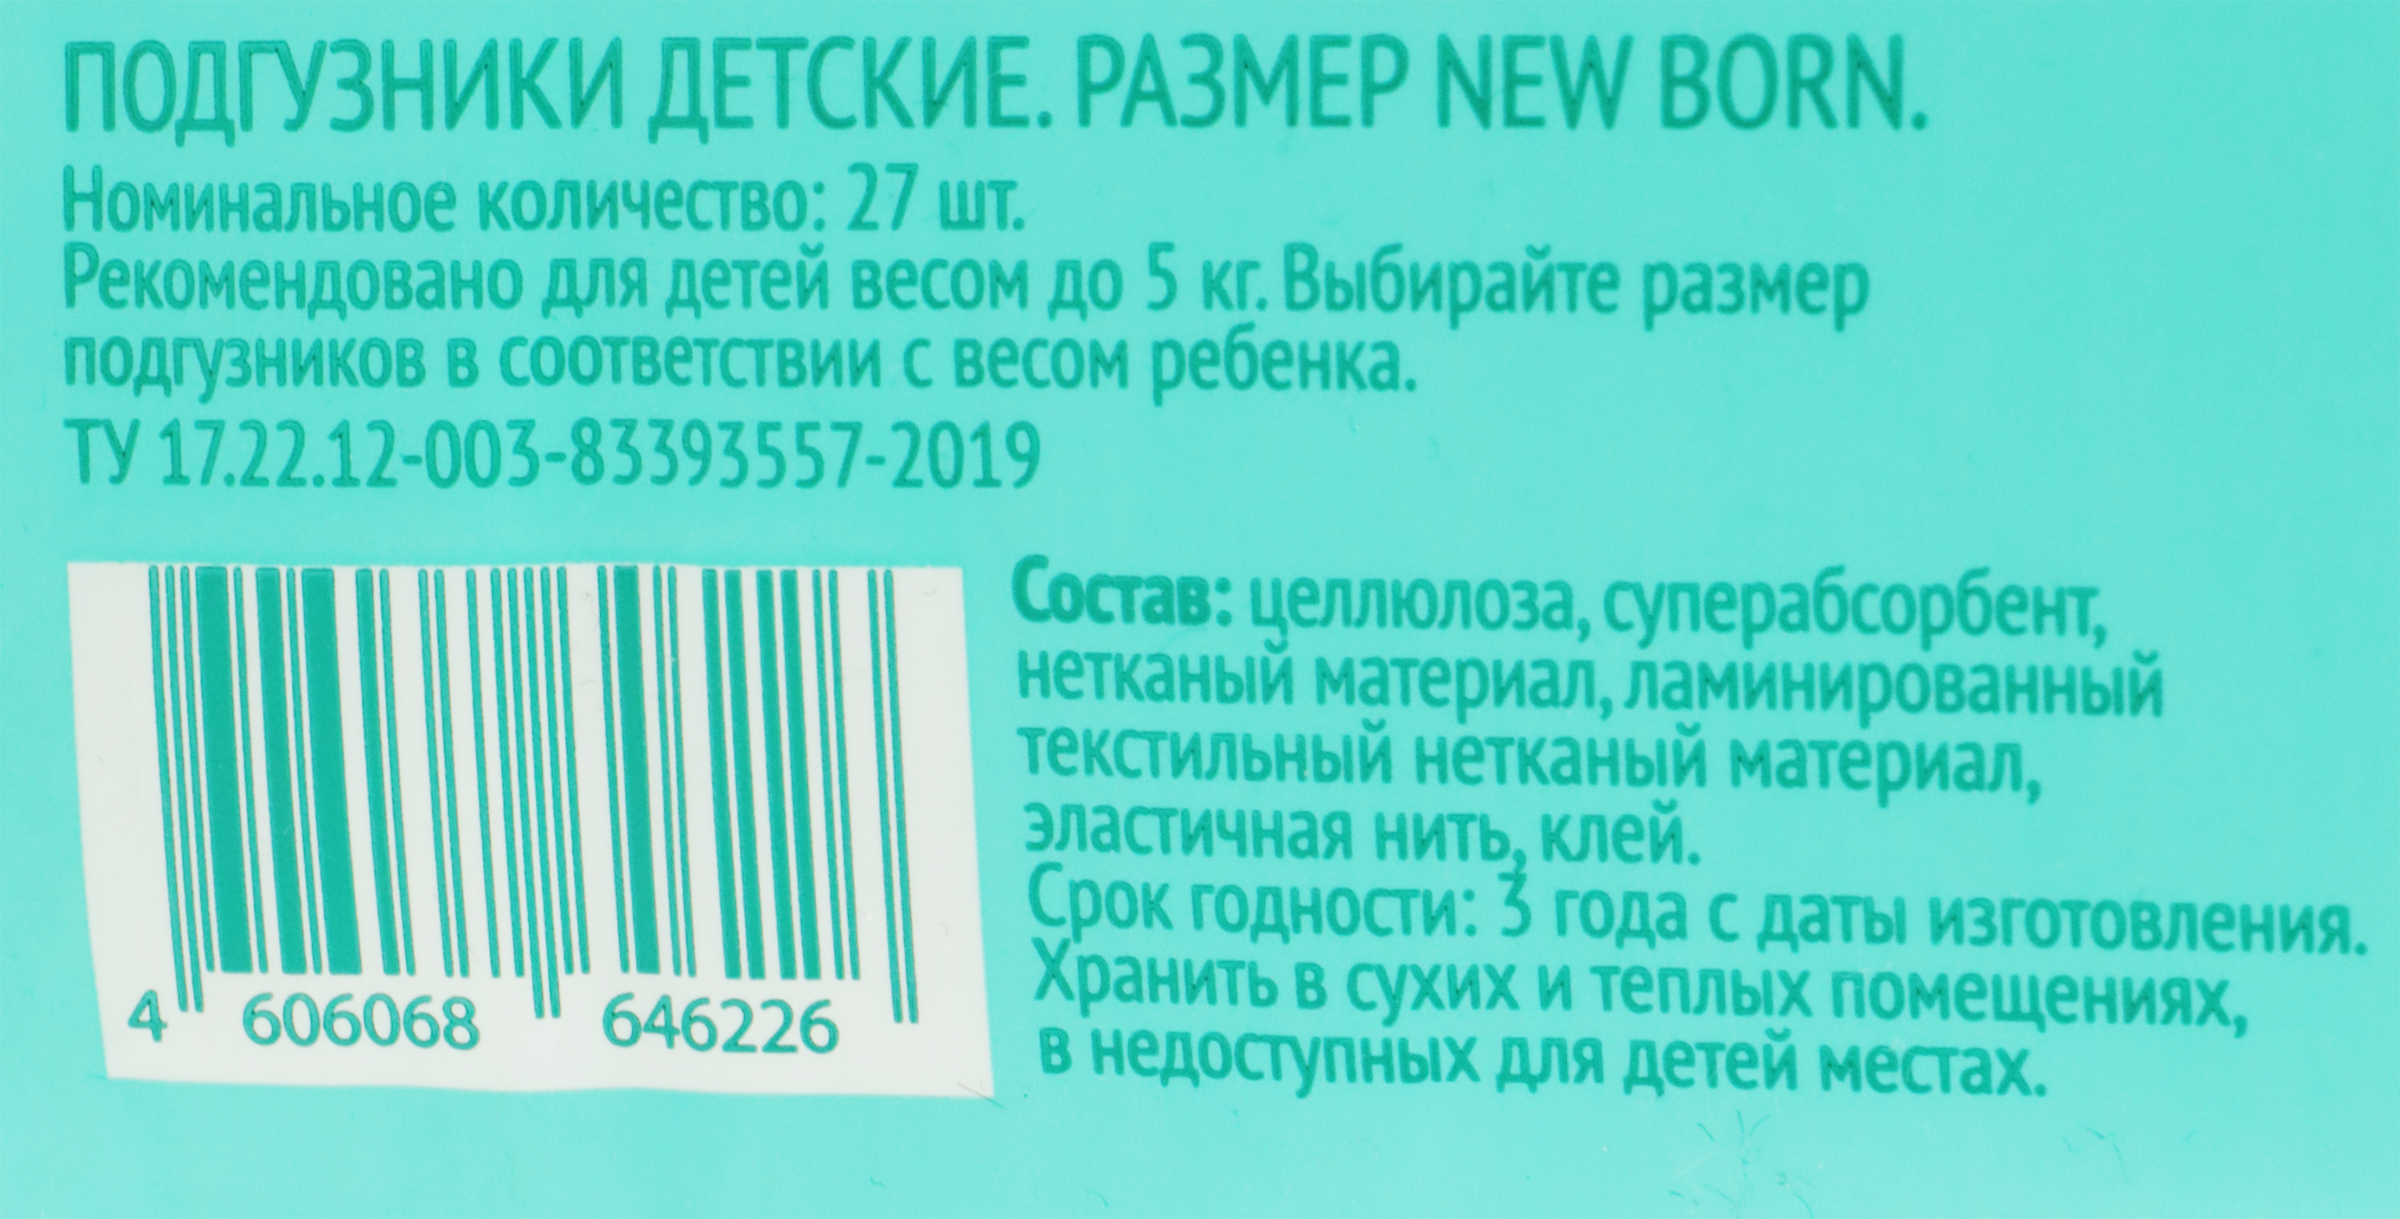 ПОДГУЗНИКИ ДЕТСКИЕ. РАЗМЕР NEW BORN.
Номинальное количество: 27 шт.
Рекомендовано для детей весом до 5 кг. Выбирайте размер
подгузников в соответствии с весом ребенка.
ТУ 17.22.12-003-83393557-2019
Состав: целлюлоза, суперабсорбент,
нетканый материал, ламинированный
текстильный нетканый материал,
эластичная нить, клей.
Срок годности: 3 года с даты изготовления.
Хранить в сухих и теплых помещениях,
в недоступных для детей местах.
4 606068 646226